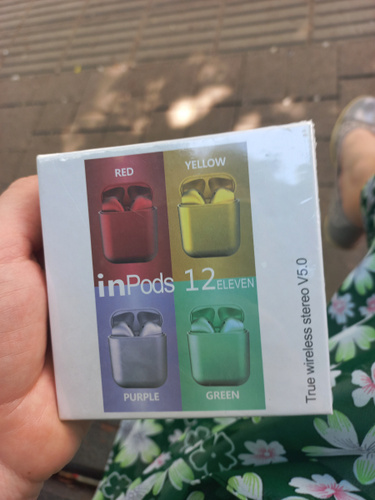 RED
YELLOW
inPods 12 ELEVEN
PURPLE
GREEN
True wireless stereo V5.0